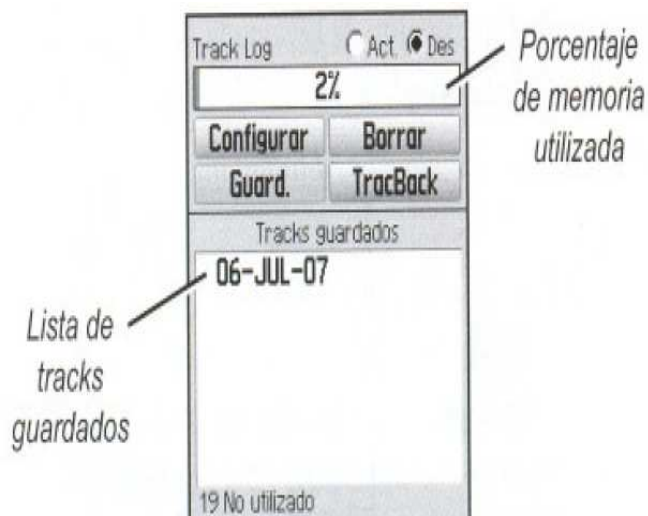 Track Log Act. Des
2%
Configurar Borrar
Guard. TracBack
Tracks guardados
06-JUL-07
19 No utilizado
Porcentaje
de memoria
utilizada
Lista de
tracks
guardados